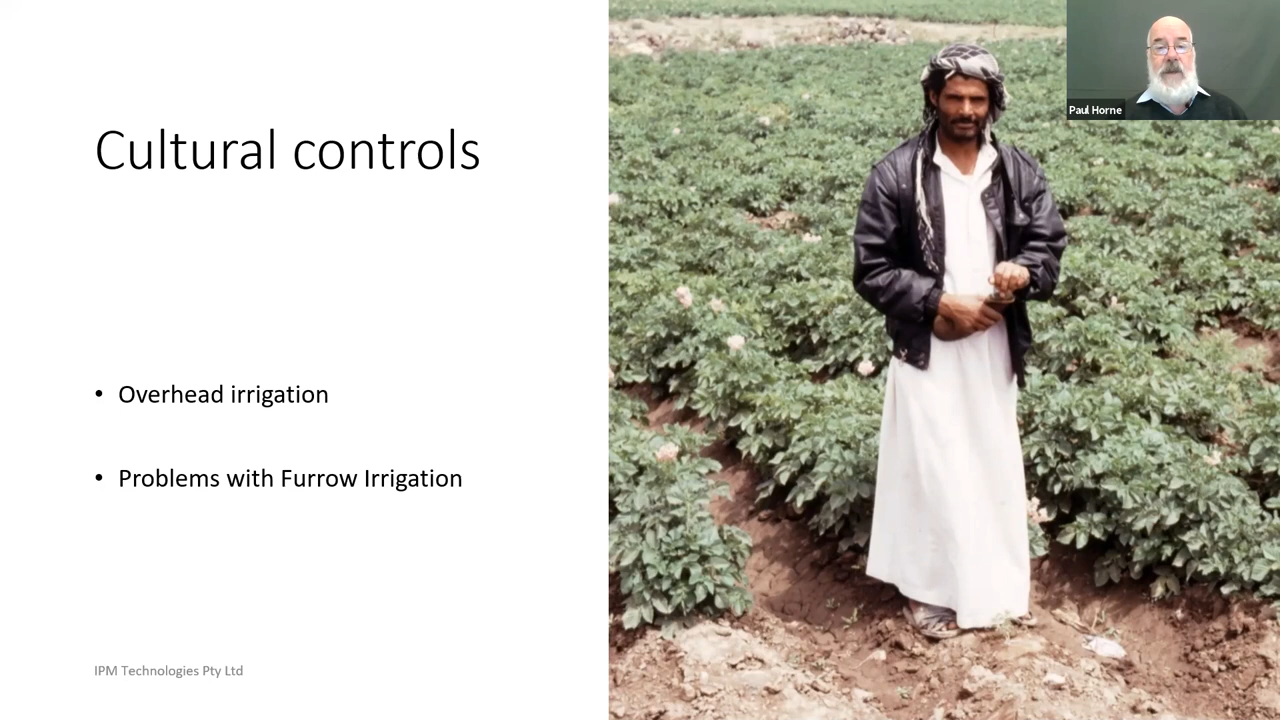 Cultural controls
Paul Horne
• Overhead irrigation
• Problems with Furrow Irrigation
IPM Technologies Pty Ltd